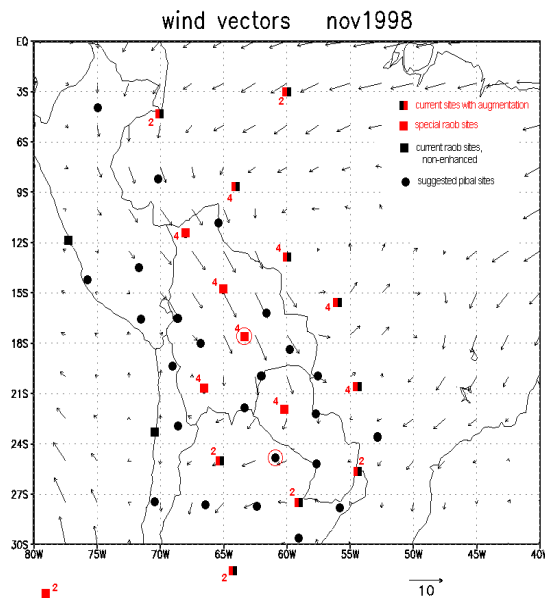 wind vectors nov1998
EQ
3S
6S
9S
12S
15S
18S
21S
24S
27S
30S
80W 75W 70W 65W 60W 55W 50W 45W 40W
current sites with augmentation
special raob sites
current raob sites,
non-enhanced
suggested pibal sites
2
2
4
4
4
4
4
4
4
4
2
2
2
2
2
10